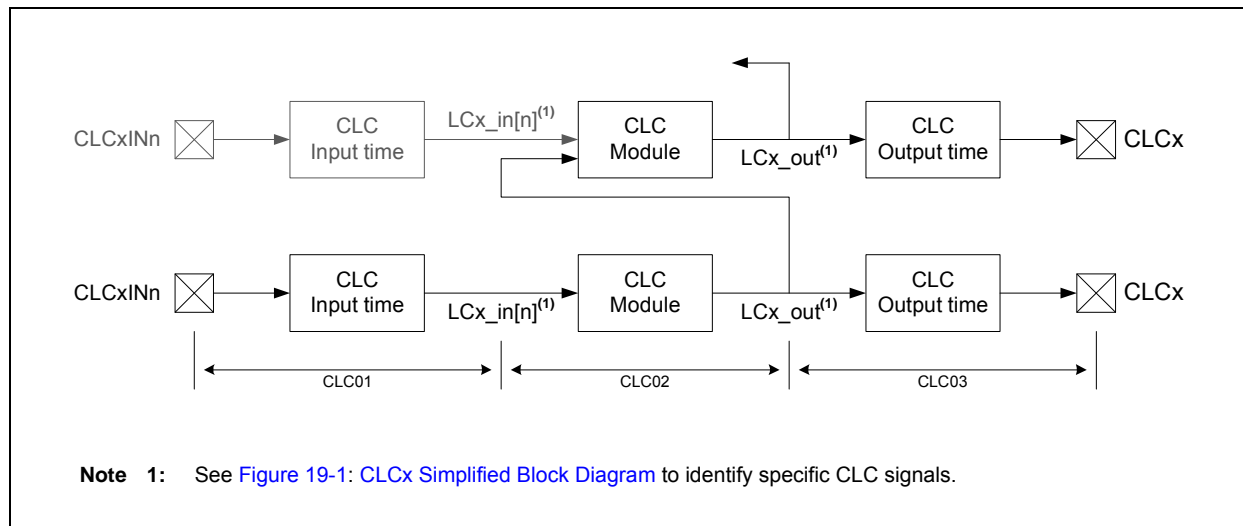 CLCxINn
CLC
Input time
LCx_in[n](1)
CLC
Module
LCx_out(1)
CLC
Output time
CLCx
CLCxINn
CLC
Input time
LCx_in[n](1)
CLC
Module
LCx_out(1)
CLC
Output time
CLCx
CLC01
CLC02
CLC03
Note 1: See Figure 19-1: CLCx Simplified Block Diagram to identify specific CLC signals.